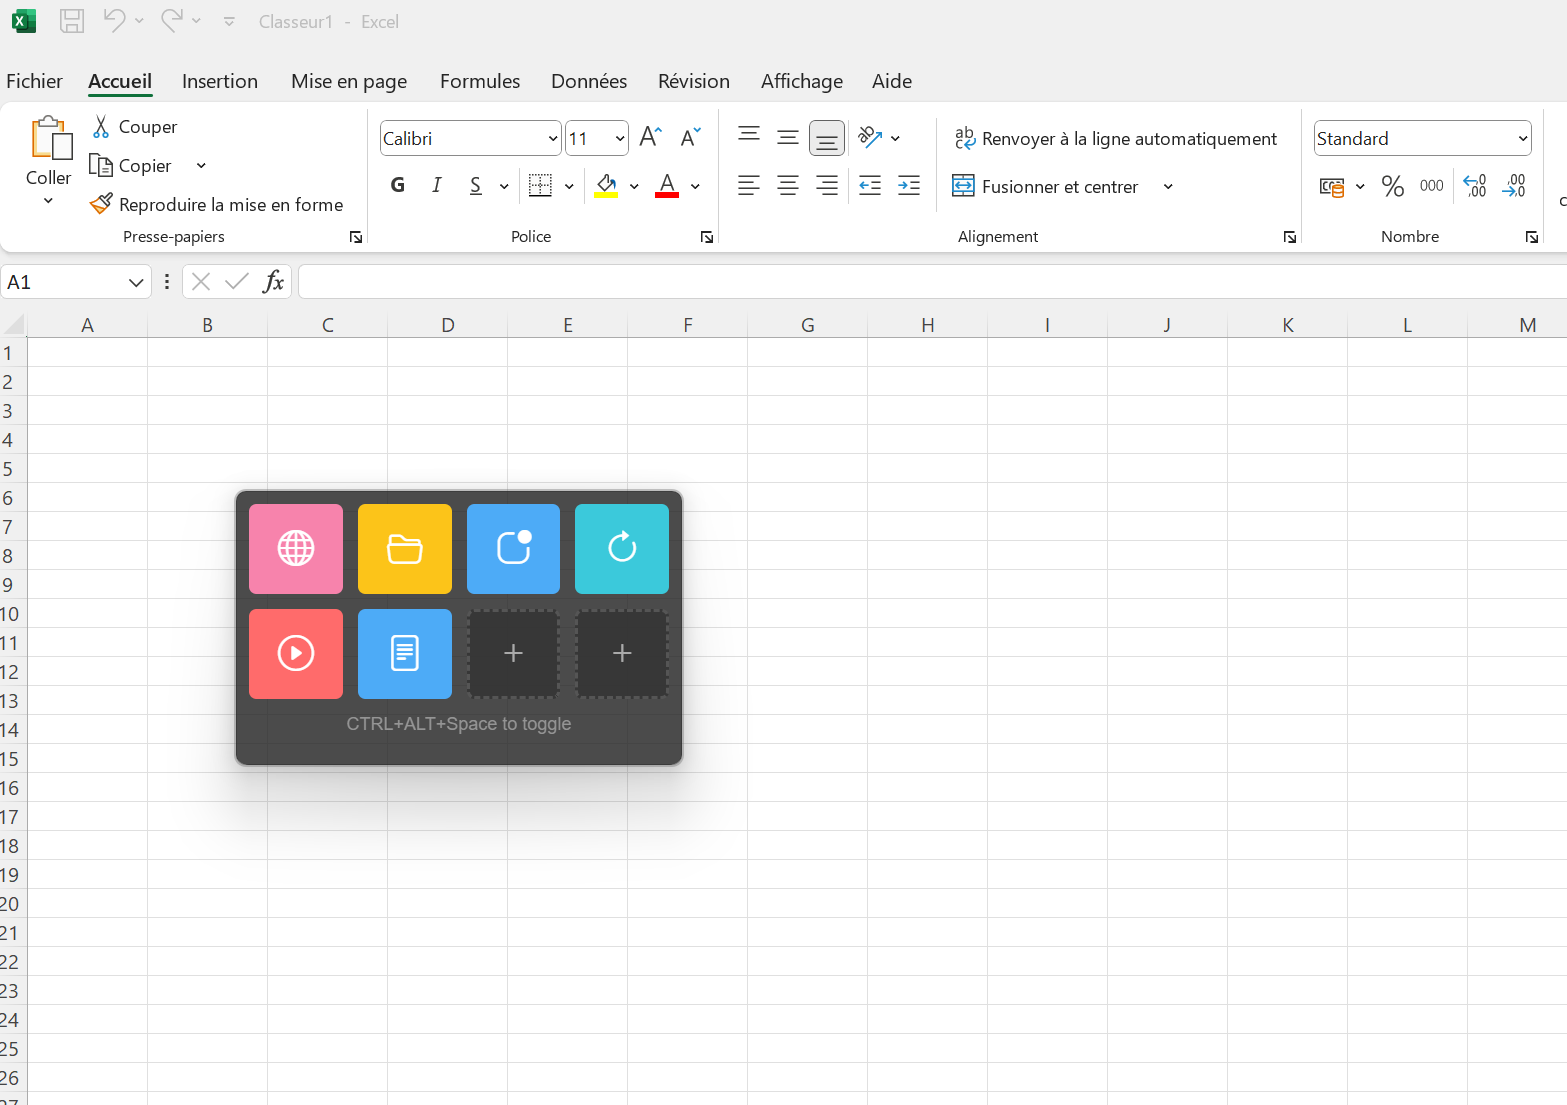 Classeur1 - Excel
Fichier Accueil Insertion Mise en page Formules Données Révision Affichage Aide
Coller
Couper
Copier
Reproduire la mise en forme
Presse-papiers
Calibri 11
G I S
Police
Renvoyer à la ligne automatiquement
Fusionner et centrer
Alignement
Standard
% 000
Nombre
A1
fx
A B C D E F G H I J K L M
1
2
3
4
5
6
7
8
9
10
11
12
13
14
15
16
17
18
19
20
21
22
23
24
25
26
27
CTRL+ALT+Space to toggle